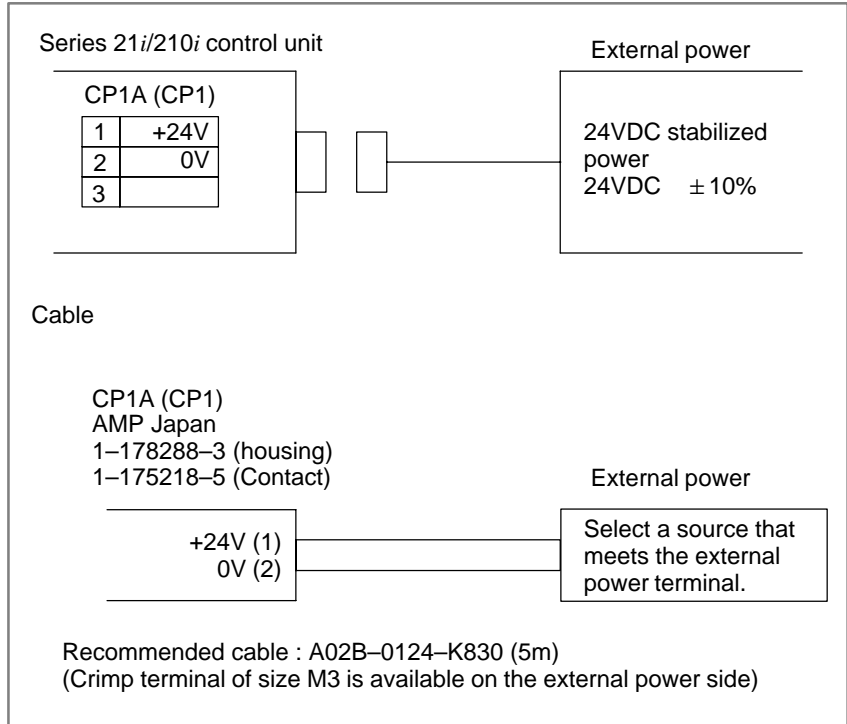 Series 21i/210i control unit
External power
CP1A (CP1)
1 +24V
2 0V
3
24VDC stabilized
power
24VDC ±10%
Cable
CP1A (CP1)
AMP Japan
1–178288–3 (housing)
1–175218–5 (Contact)
External power
+24V (1)
0V (2)
Select a source that
meets the external
power terminal.
Recommended cable : A02B–0124–K830 (5m)
(Crimp terminal of size M3 is available on the external power side)